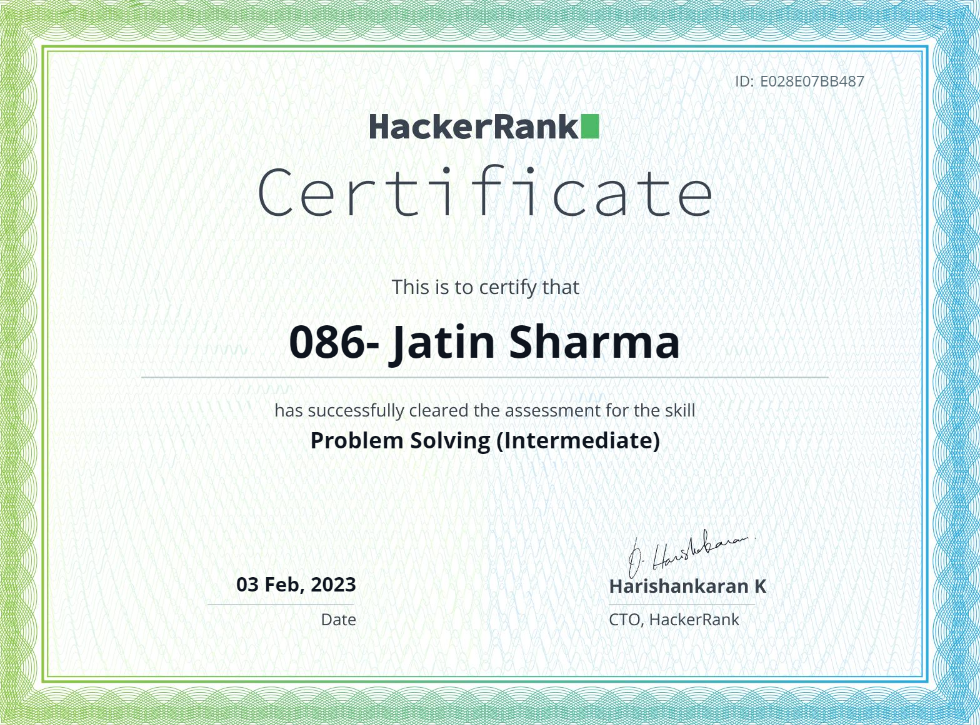 ID: E028E07BB487
HackerRank
Certificate
This is to certify that
086- Jatin Sharma
has successfully cleared the assessment for the skill
Problem Solving (Intermediate)
03 Feb, 2023
Date
D. Harishankaran.
Harishankaran K
CTO, HackerRank